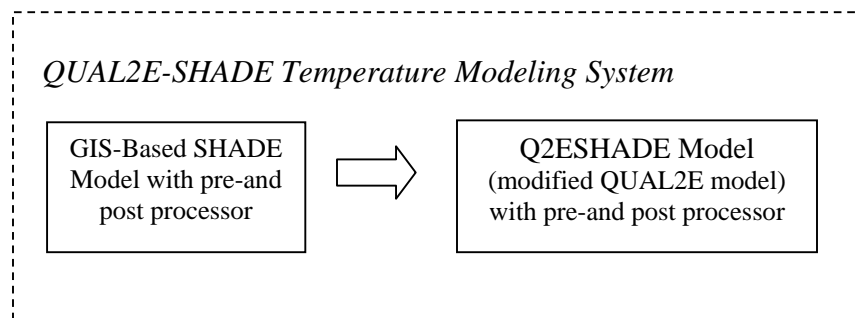 QUAL2E-SHADE Temperature Modeling System
GIS-Based SHADE
Model with pre-and
post processor
Q2ESHADE Model
(modified QUAL2E model)
with pre-and post processor